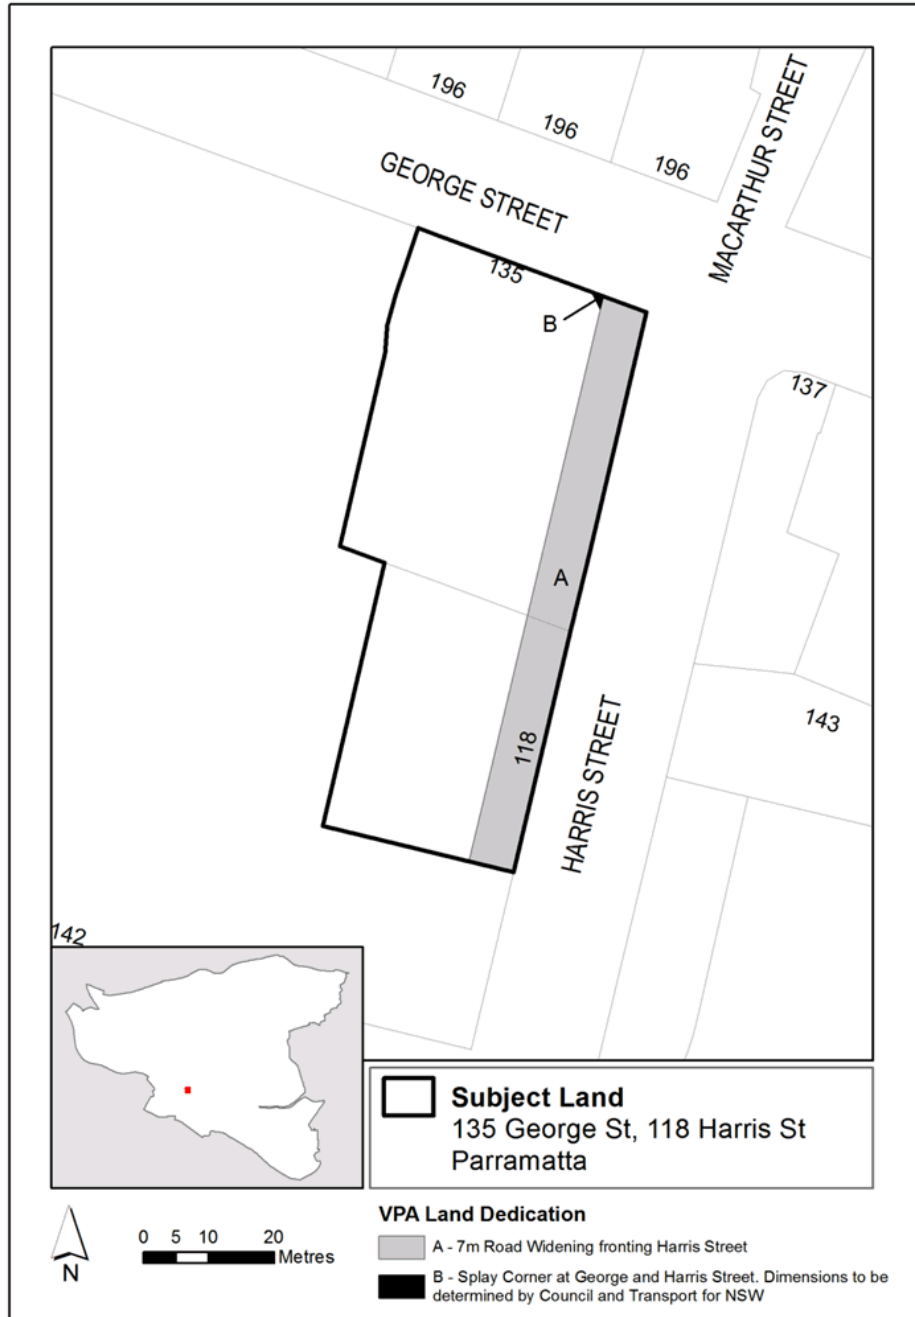 196
196
196
MACARTHUR STREET
GEORGE STREET
135
B
137
A
118
HARRIS STREET
143
142
Subject Land
135 George St, 118 Harris St
Parramatta
N
0 5 10 20
Metres
VPA Land Dedication
A - 7m Road Widening fronting Harris Street
B - Splay Corner at George and Harris Street. Dimensions to be
determined by Council and Transport for NSW